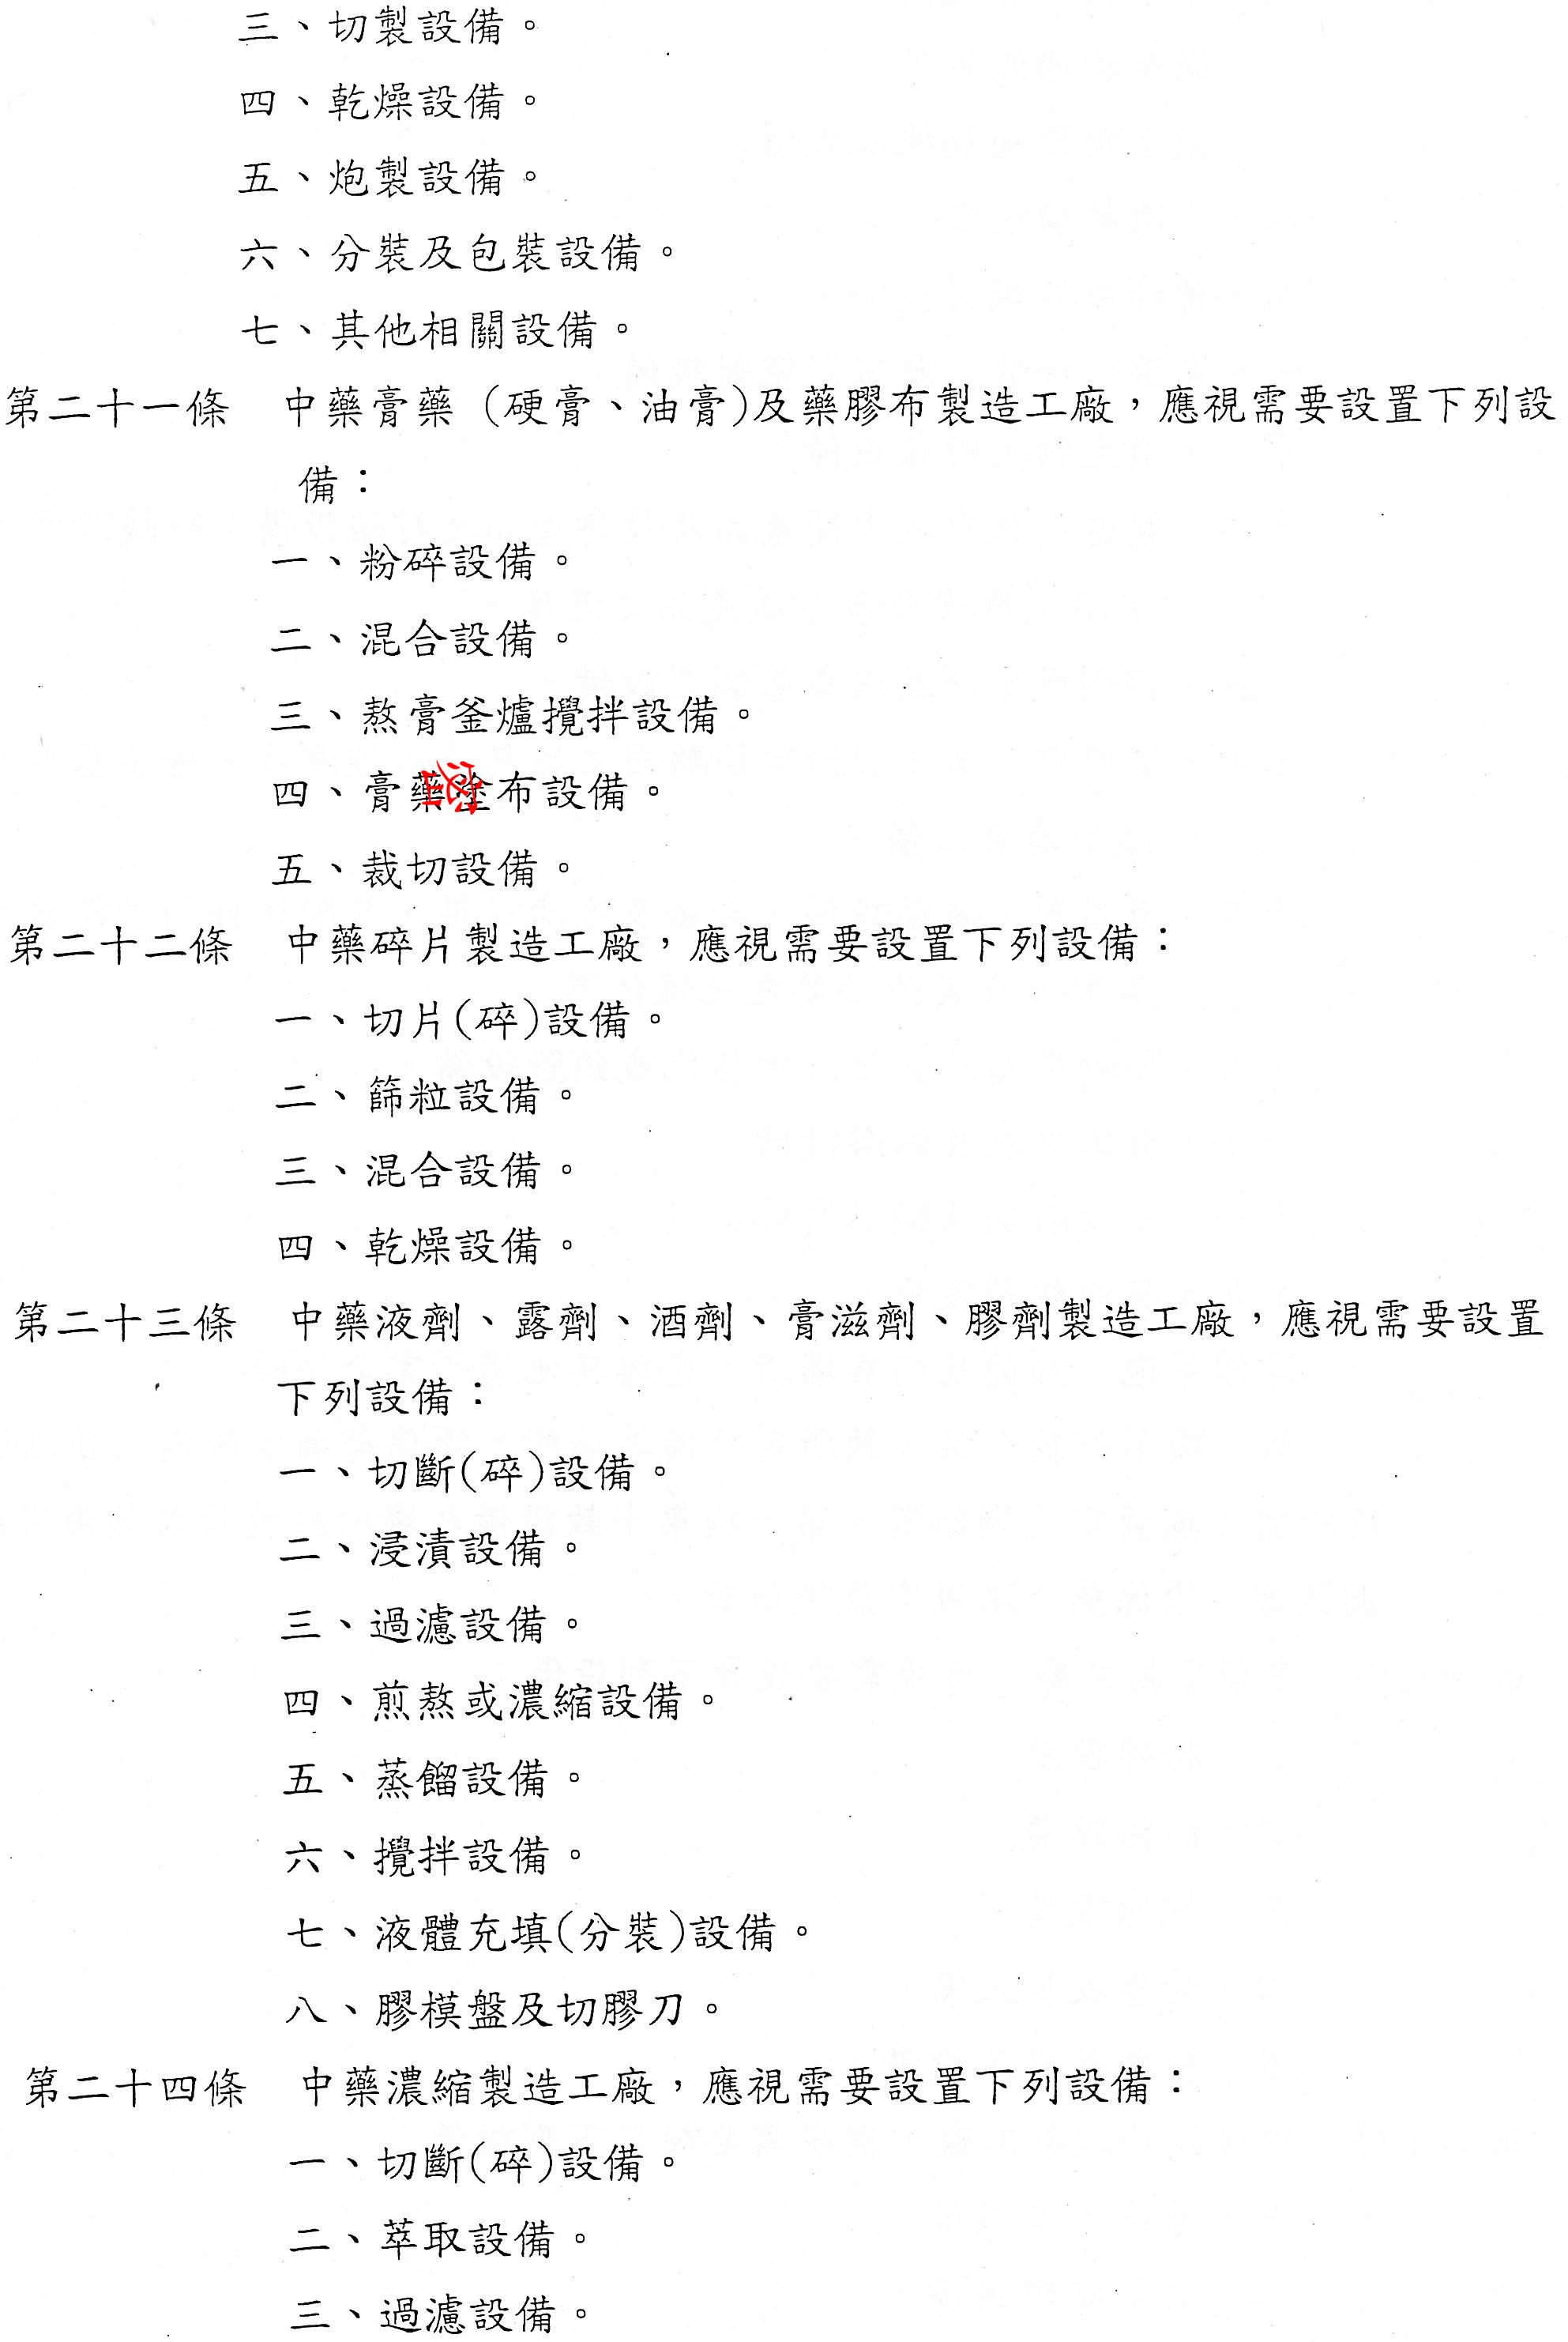 三、切製設備。
四、乾燥設備。
五、炮製設備。
六、分裝及包裝設備。
七、其他相關設備。
第二十一條 中藥膏藥(硬膏、油膏)及藥膠布製造工廠，應視需要設置下列設
備：
一、粉碎設備。
二、混合設備。
三、熬膏釜爐攪拌設備。
四、膏藥塗布設備。
五、裁切設備。
第二十二條 中藥碎片製造工廠，應視需要設置下列設備：
一、切片(碎)設備。
二、篩粒設備。
三、混合設備。
四、乾燥設備。
第二十三條 中藥液劑、露劑、酒劑、膏滋劑、膠劑製造工廠，應視需要設置
下列設備：
一、切斷(碎)設備。
二、浸漬設備。
三、過濾設備。
四、煎熬或濃縮設備。
五、蒸餾設備。
六、攪拌設備。
七、液體充填(分裝)設備。
八、膠模盤及切膠刀。
第二十四條 中藥濃縮製造工廠，應視需要設置下列設備：
一、切斷(碎)設備。
二、萃取設備。
三、過濾設備。